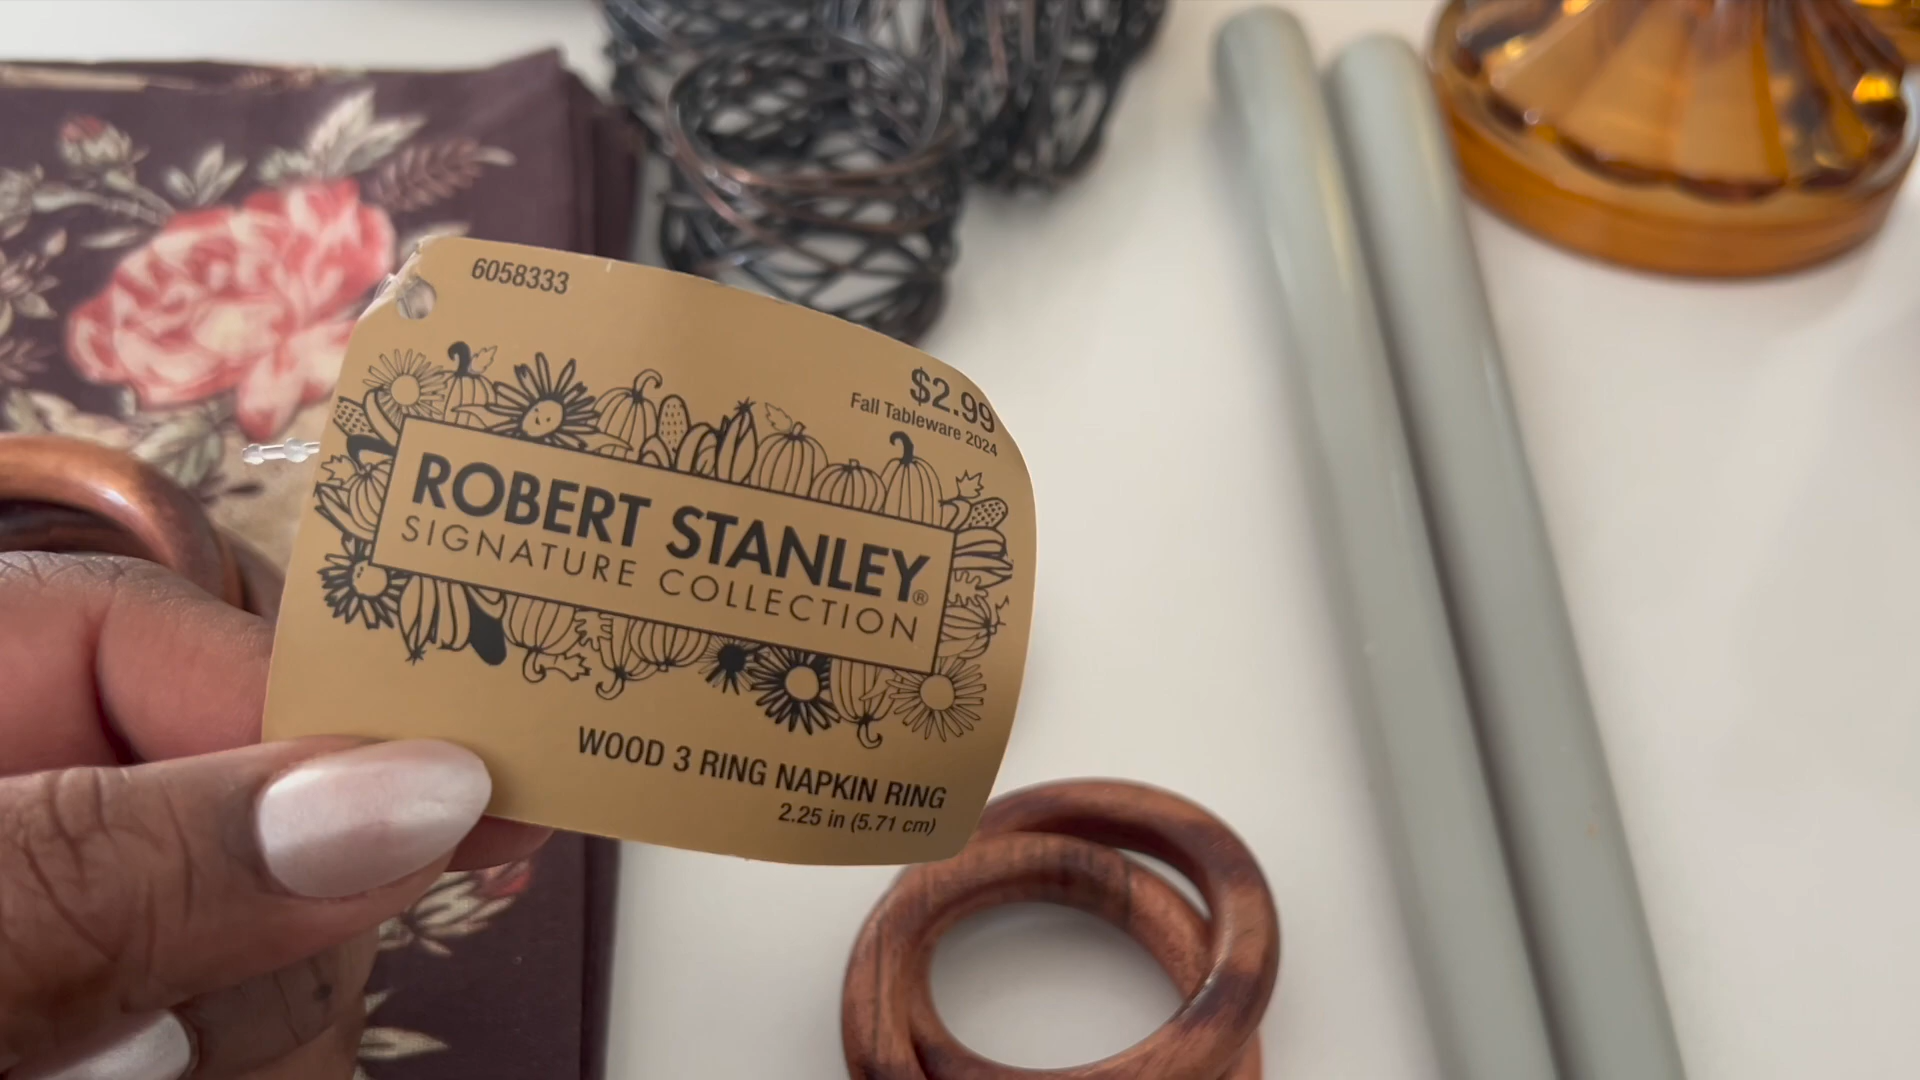 6058333
$2.99
Fall Tableware 2024
ROBERT STANLEY®
SIGNATURE COLLECTION
WOOD 3 RING NAPKIN RING
2.25 in (5.71 cm)